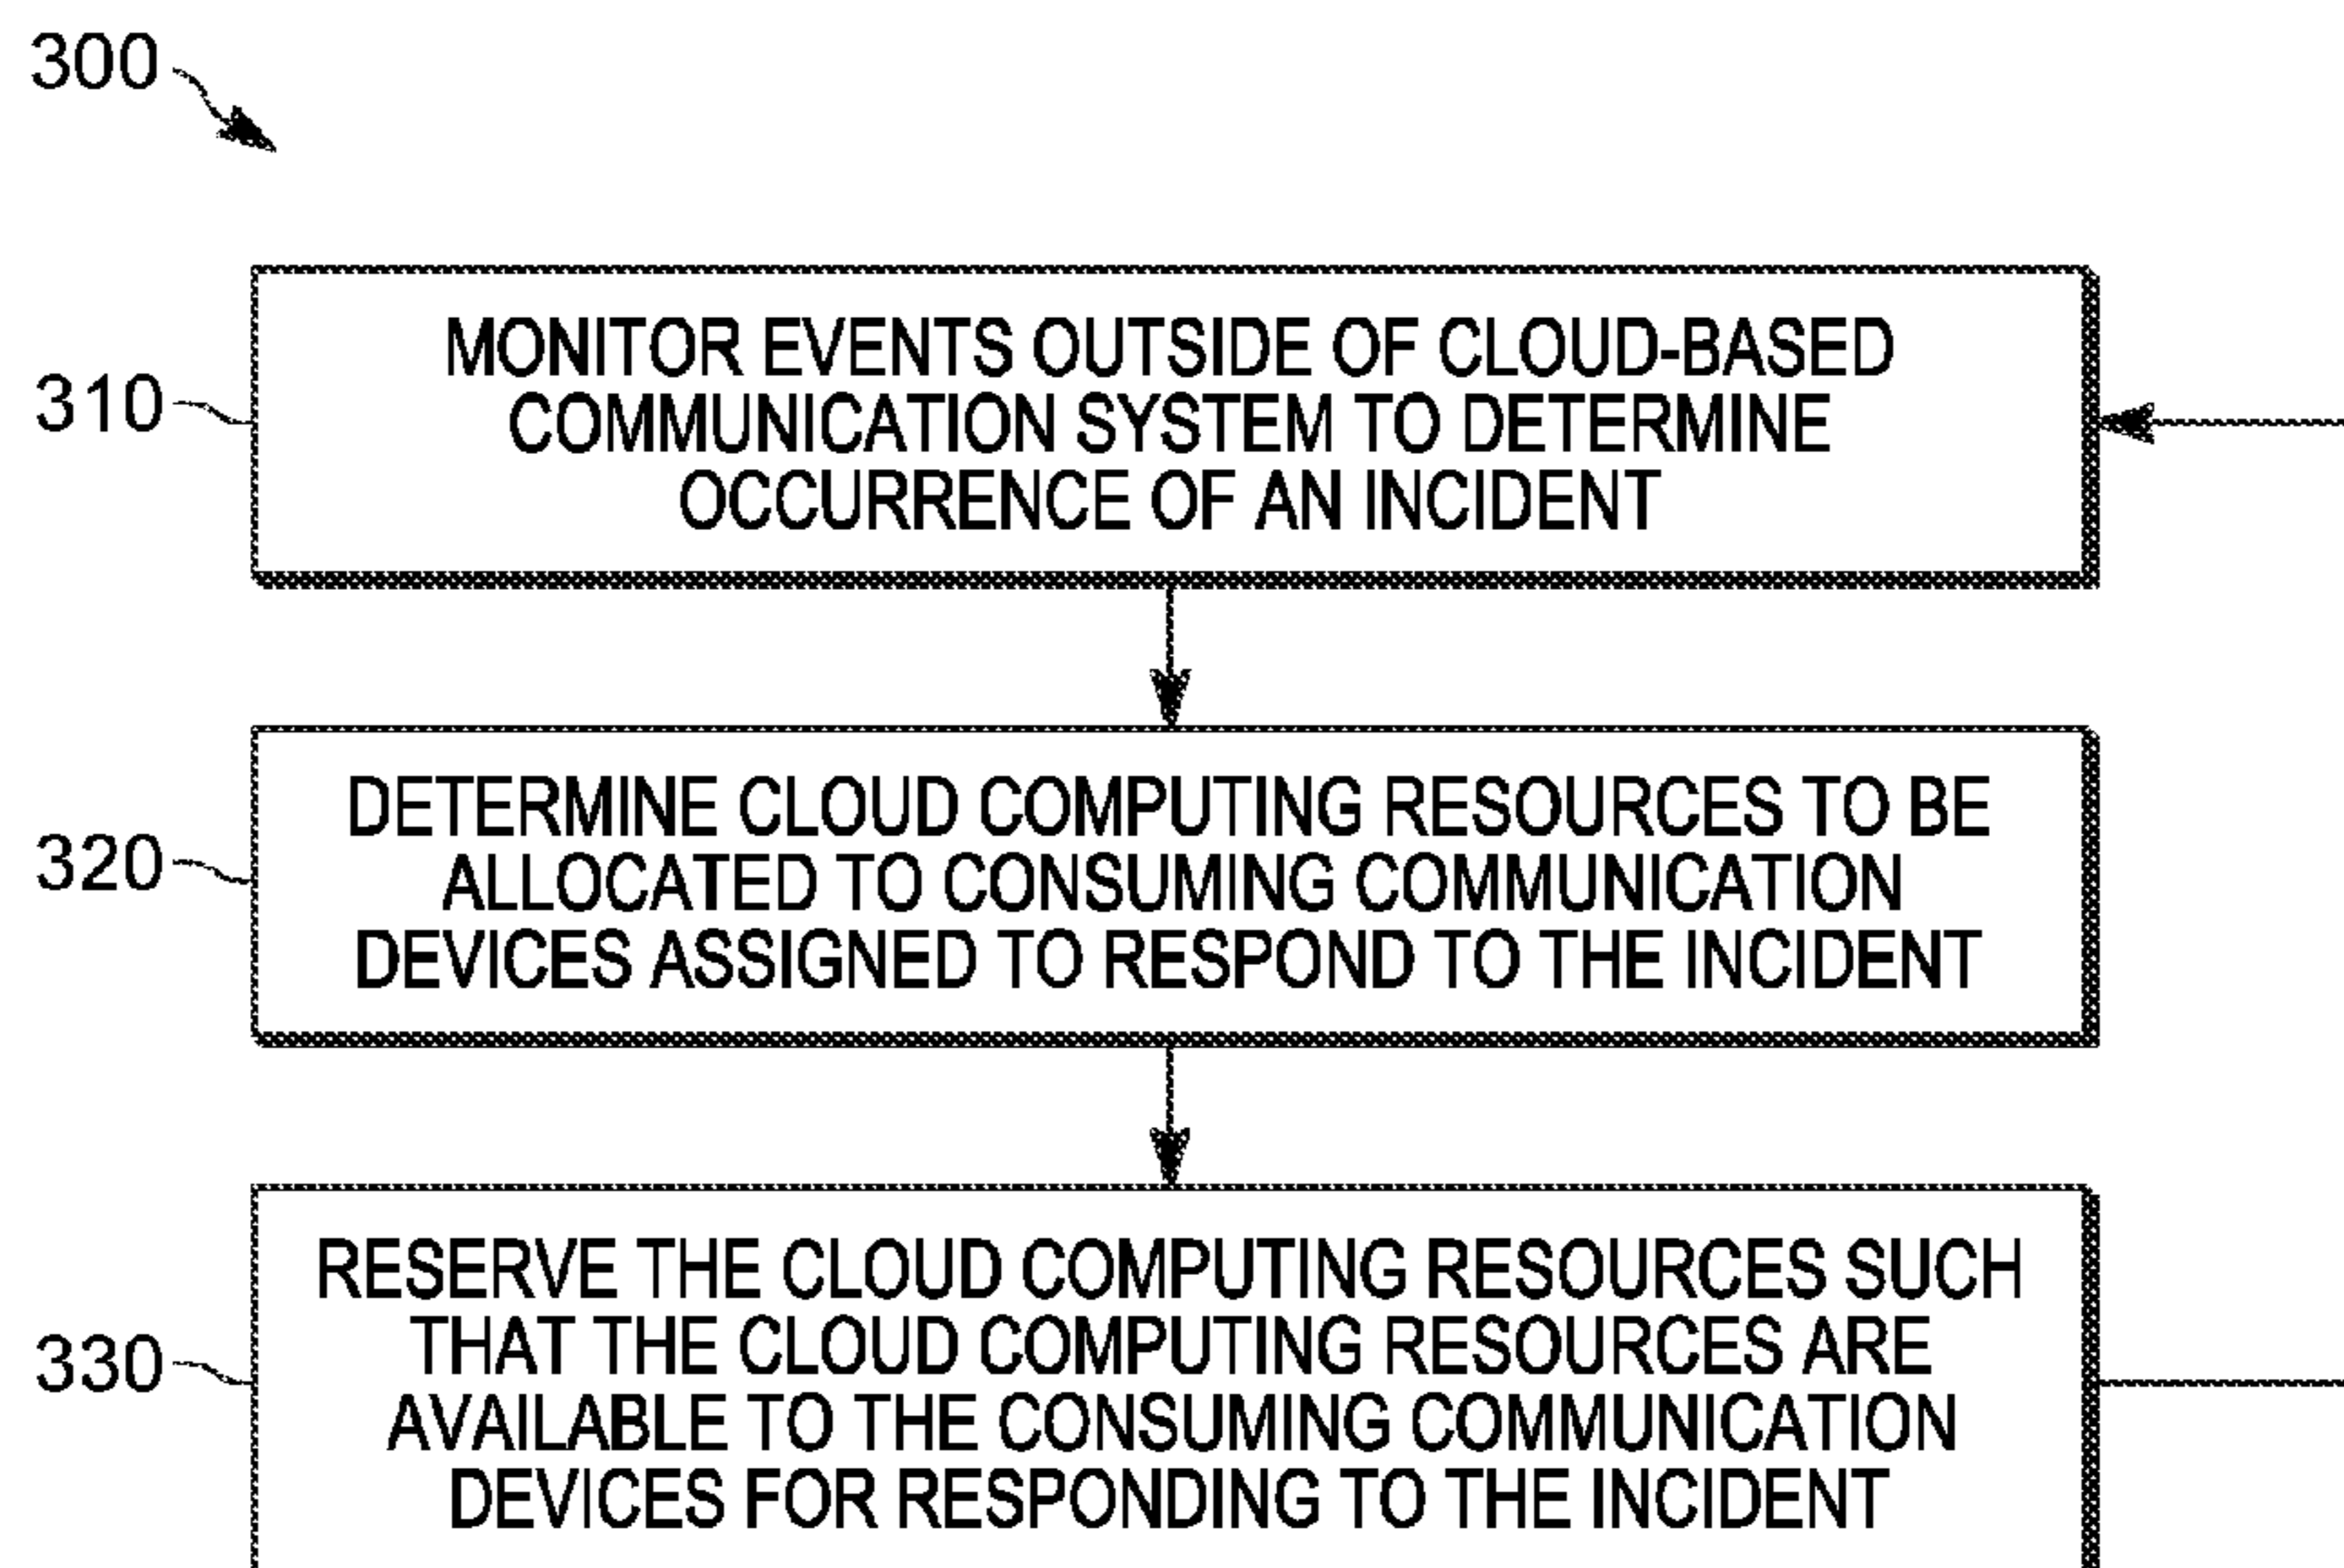 300
310
MONITOR EVENTS OUTSIDE OF CLOUD-BASED
COMMUNICATION SYSTEM TO DETERMINE
OCCURRENCE OF AN INCIDENT
320
DETERMINE CLOUD COMPUTING RESOURCES TO BE
ALLOCATED TO CONSUMING COMMUNICATION
DEVICES ASSIGNED TO RESPOND TO THE INCIDENT
330
RESERVE THE CLOUD COMPUTING RESOURCES SUCH
THAT THE CLOUD COMPUTING RESOURCES ARE
AVAILABLE TO THE CONSUMING COMMUNICATION
DEVICES FOR RESPONDING TO THE INCIDENT